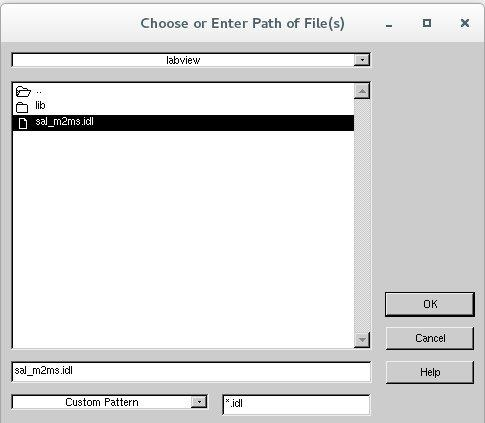 Choose or Enter Path of File(s)
labview
..
lib
sal_m2ms.idl
OK
Cancel
sal_m2ms.idl
Help
Custom Pattern
*.idl